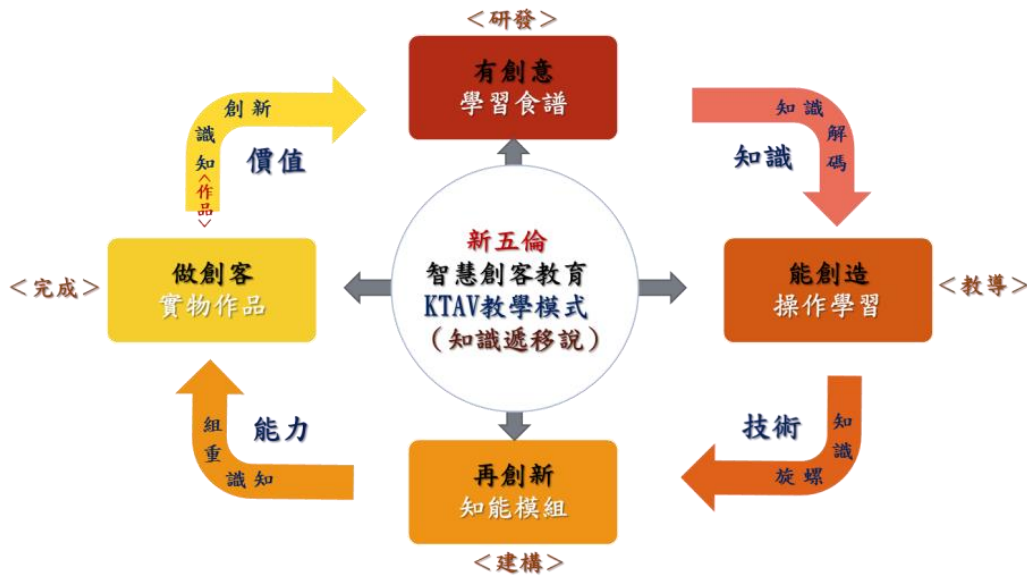 <研發>
有創意
學習食譜
知識解碼
知識
能創造
操作學習
<教導>
知識螺旋
技術
再創新
知能模組
<建構>
知識重組
能力
做創客
實物作品
<完成>
<作品>
知識創新
價值
新五倫
智慧創客教育
KTAV教學模式
（知識遞移說）